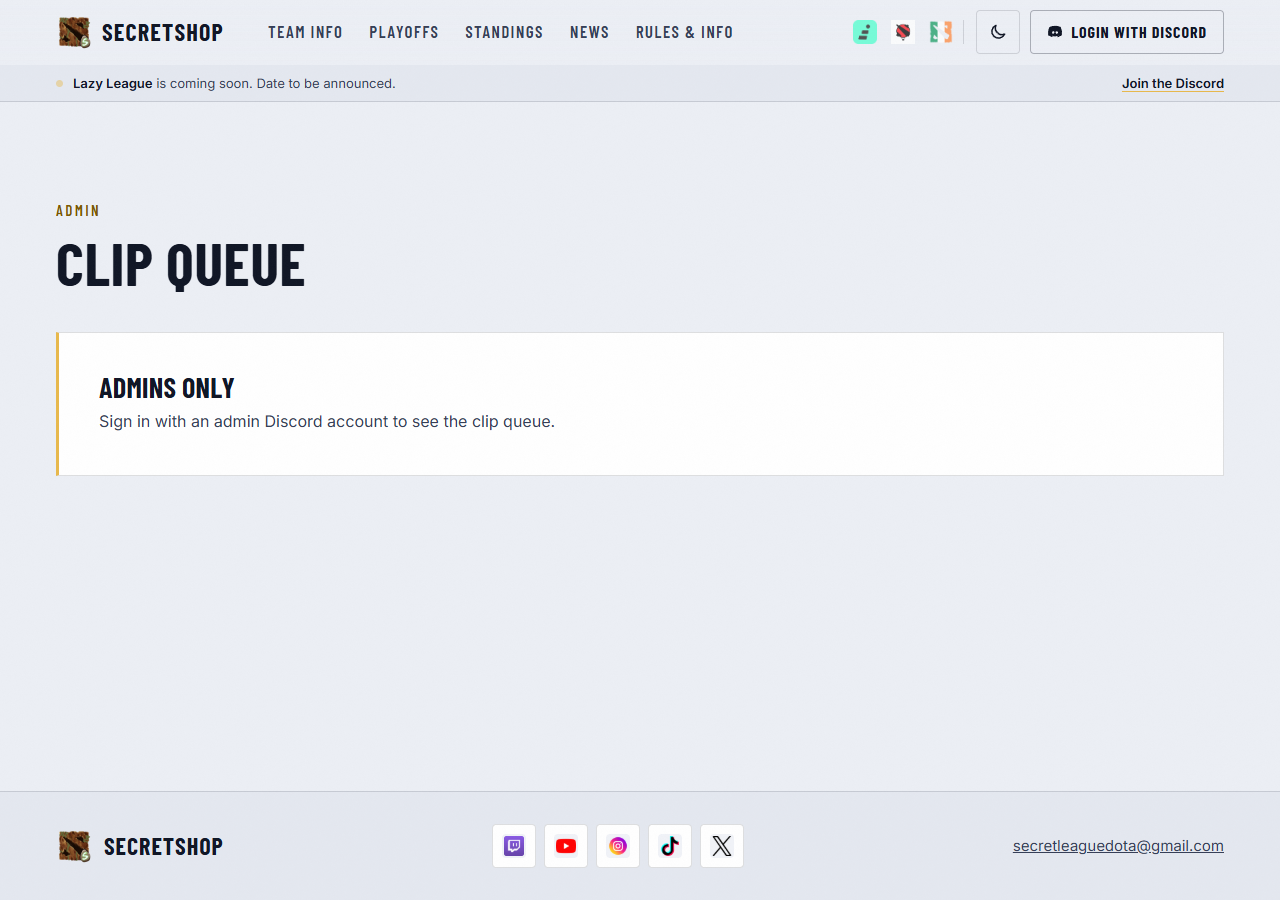 SECRETSHOP
TEAM INFO
PLAYOFFS
STANDINGS
NEWS
RULES & INFO
LOGIN WITH DISCORD
Lazy League is coming soon. Date to be announced.
Join the Discord
ADMIN
CLIP QUEUE
ADMINS ONLY
Sign in with an admin Discord account to see the clip queue.
SECRETSHOP
secretleaguedota@gmail.com